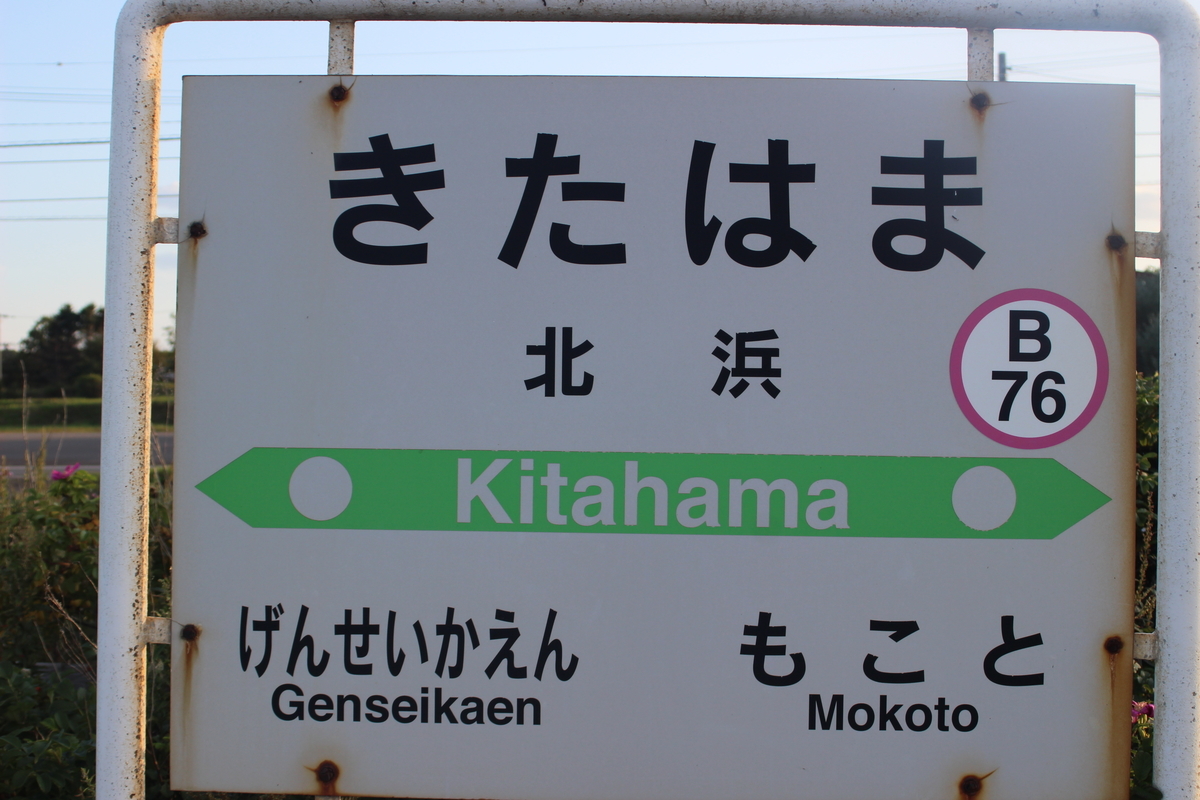 きたはま
北浜
B
76
Kitahama
げんせいかえん
Genseikaen
もこと
Mokoto